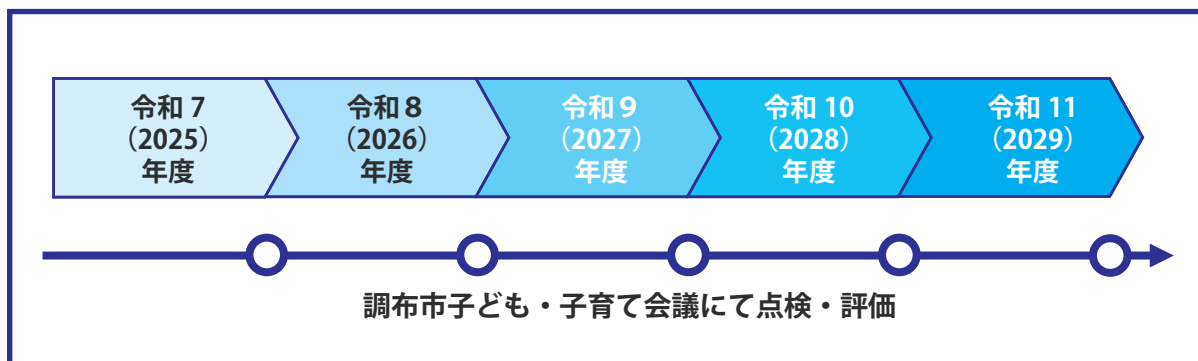 令和 7
（2025）
年度
令和８
（2026）
年度
令和９
（2027）
年度
令和 10
（2028）
年度
令和 11
（2029）
年度
調布市子ども・子育て会議にて点検・評価